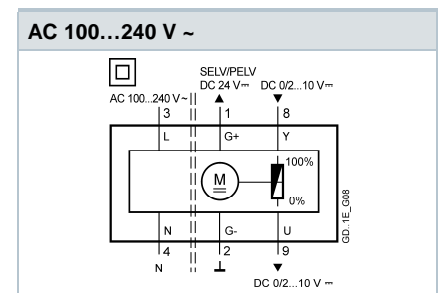 AC 100...240 V ~
SELV/PELV
DC 24 V⎓ DC 0/2...10 V⎓
AC 100...240 V~
3 1 8
L G+ Y
100%
M
0%
N G- U
4 2 9
N
DC 0/2...10 V ⎓
GD..1E_G08